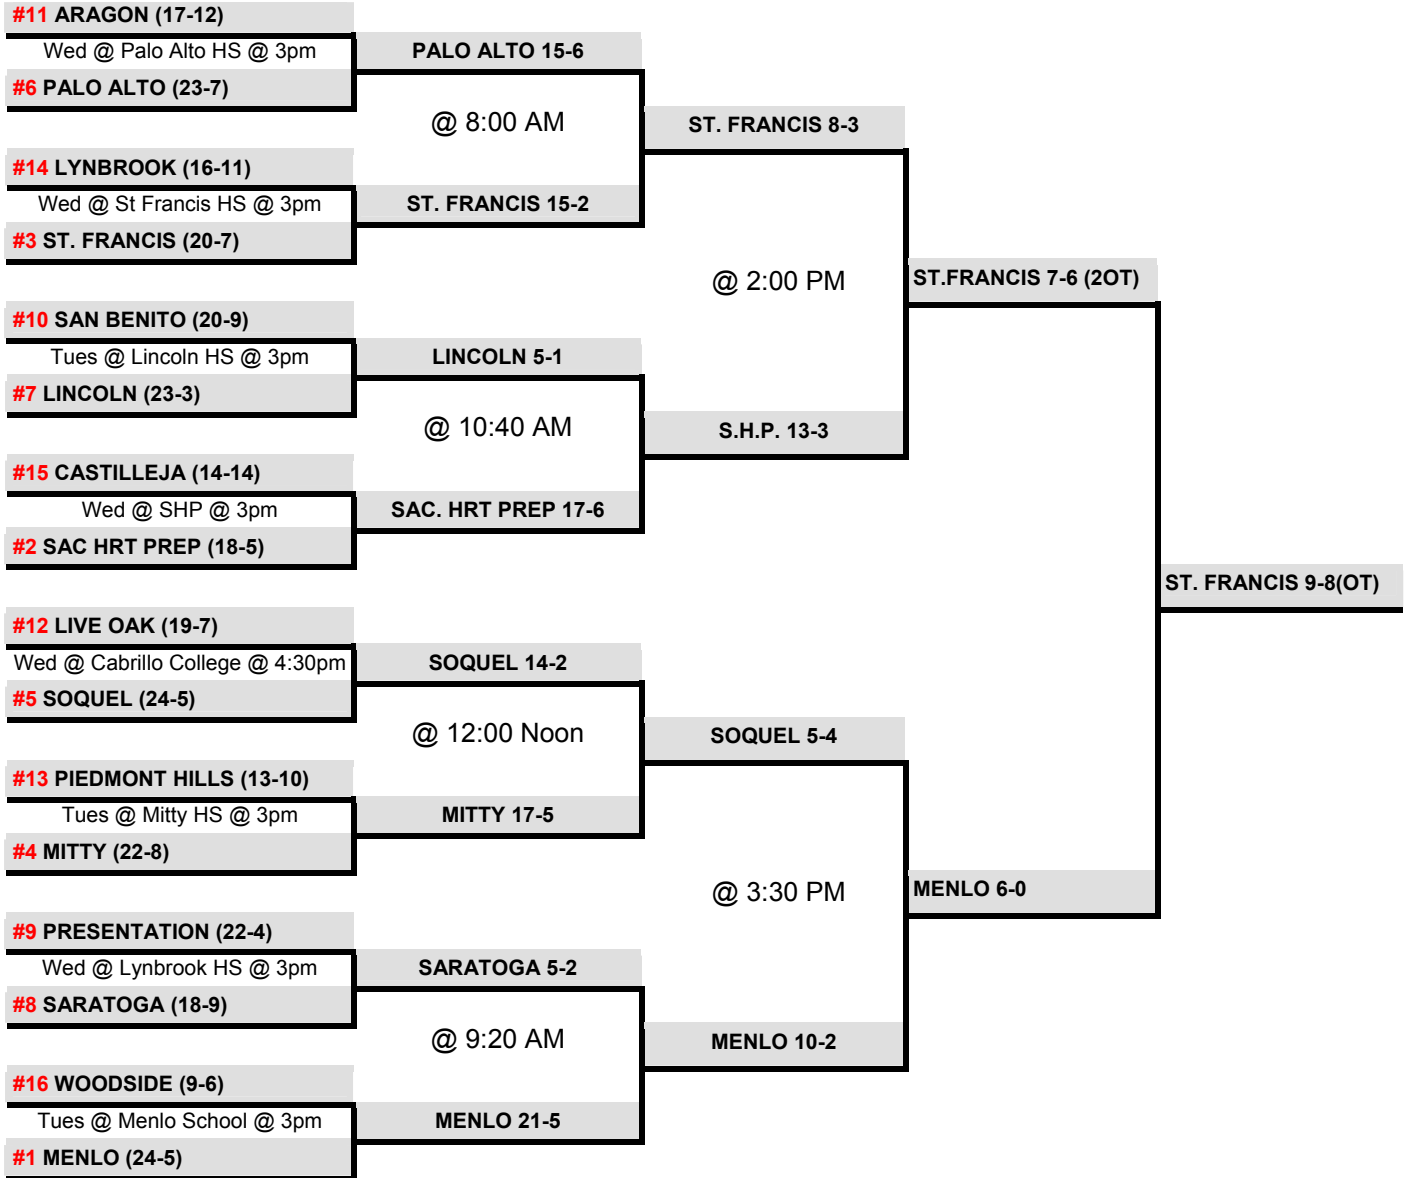 #11 ARAGON (17-12)
Wed @ Palo Alto HS @ 3pm
PALO ALTO 15-6
#6 PALO ALTO (23-7)
@ 8:00 AM
ST. FRANCIS 8-3
#14 LYNBROOK (16-11)
Wed @ St Francis HS @ 3pm
ST. FRANCIS 15-2
#3 ST. FRANCIS (20-7)
@ 2:00 PM
ST.FRANCIS 7-6 (2OT)
#10 SAN BENITO (20-9)
Tues @ Lincoln HS @ 3pm
LINCOLN 5-1
#7 LINCOLN (23-3)
@ 10:40 AM
S.H.P. 13-3
#15 CASTILLEJA (14-14)
Wed @ SHP @ 3pm
SAC. HRT PREP 17-6
#2 SAC HRT PREP (18-5)
ST. FRANCIS 9-8(OT)
#12 LIVE OAK (19-7)
Wed @ Cabrillo College @ 4:30pm
SOQUEL 14-2
#5 SOQUEL (24-5)
@ 12:00 Noon
SOQUEL 5-4
#13 PIEDMONT HILLS (13-10)
Tues @ Mitty HS @ 3pm
MITTY 17-5
#4 MITTY (22-8)
@ 3:30 PM
MENLO 6-0
#9 PRESENTATION (22-4)
Wed @ Lynbrook HS @ 3pm
SARATOGA 5-2
#8 SARATOGA (18-9)
@ 9:20 AM
MENLO 10-2
#16 WOODSIDE (9-6)
Tues @ Menlo School @ 3pm
MENLO 21-5
#1 MENLO (24-5)